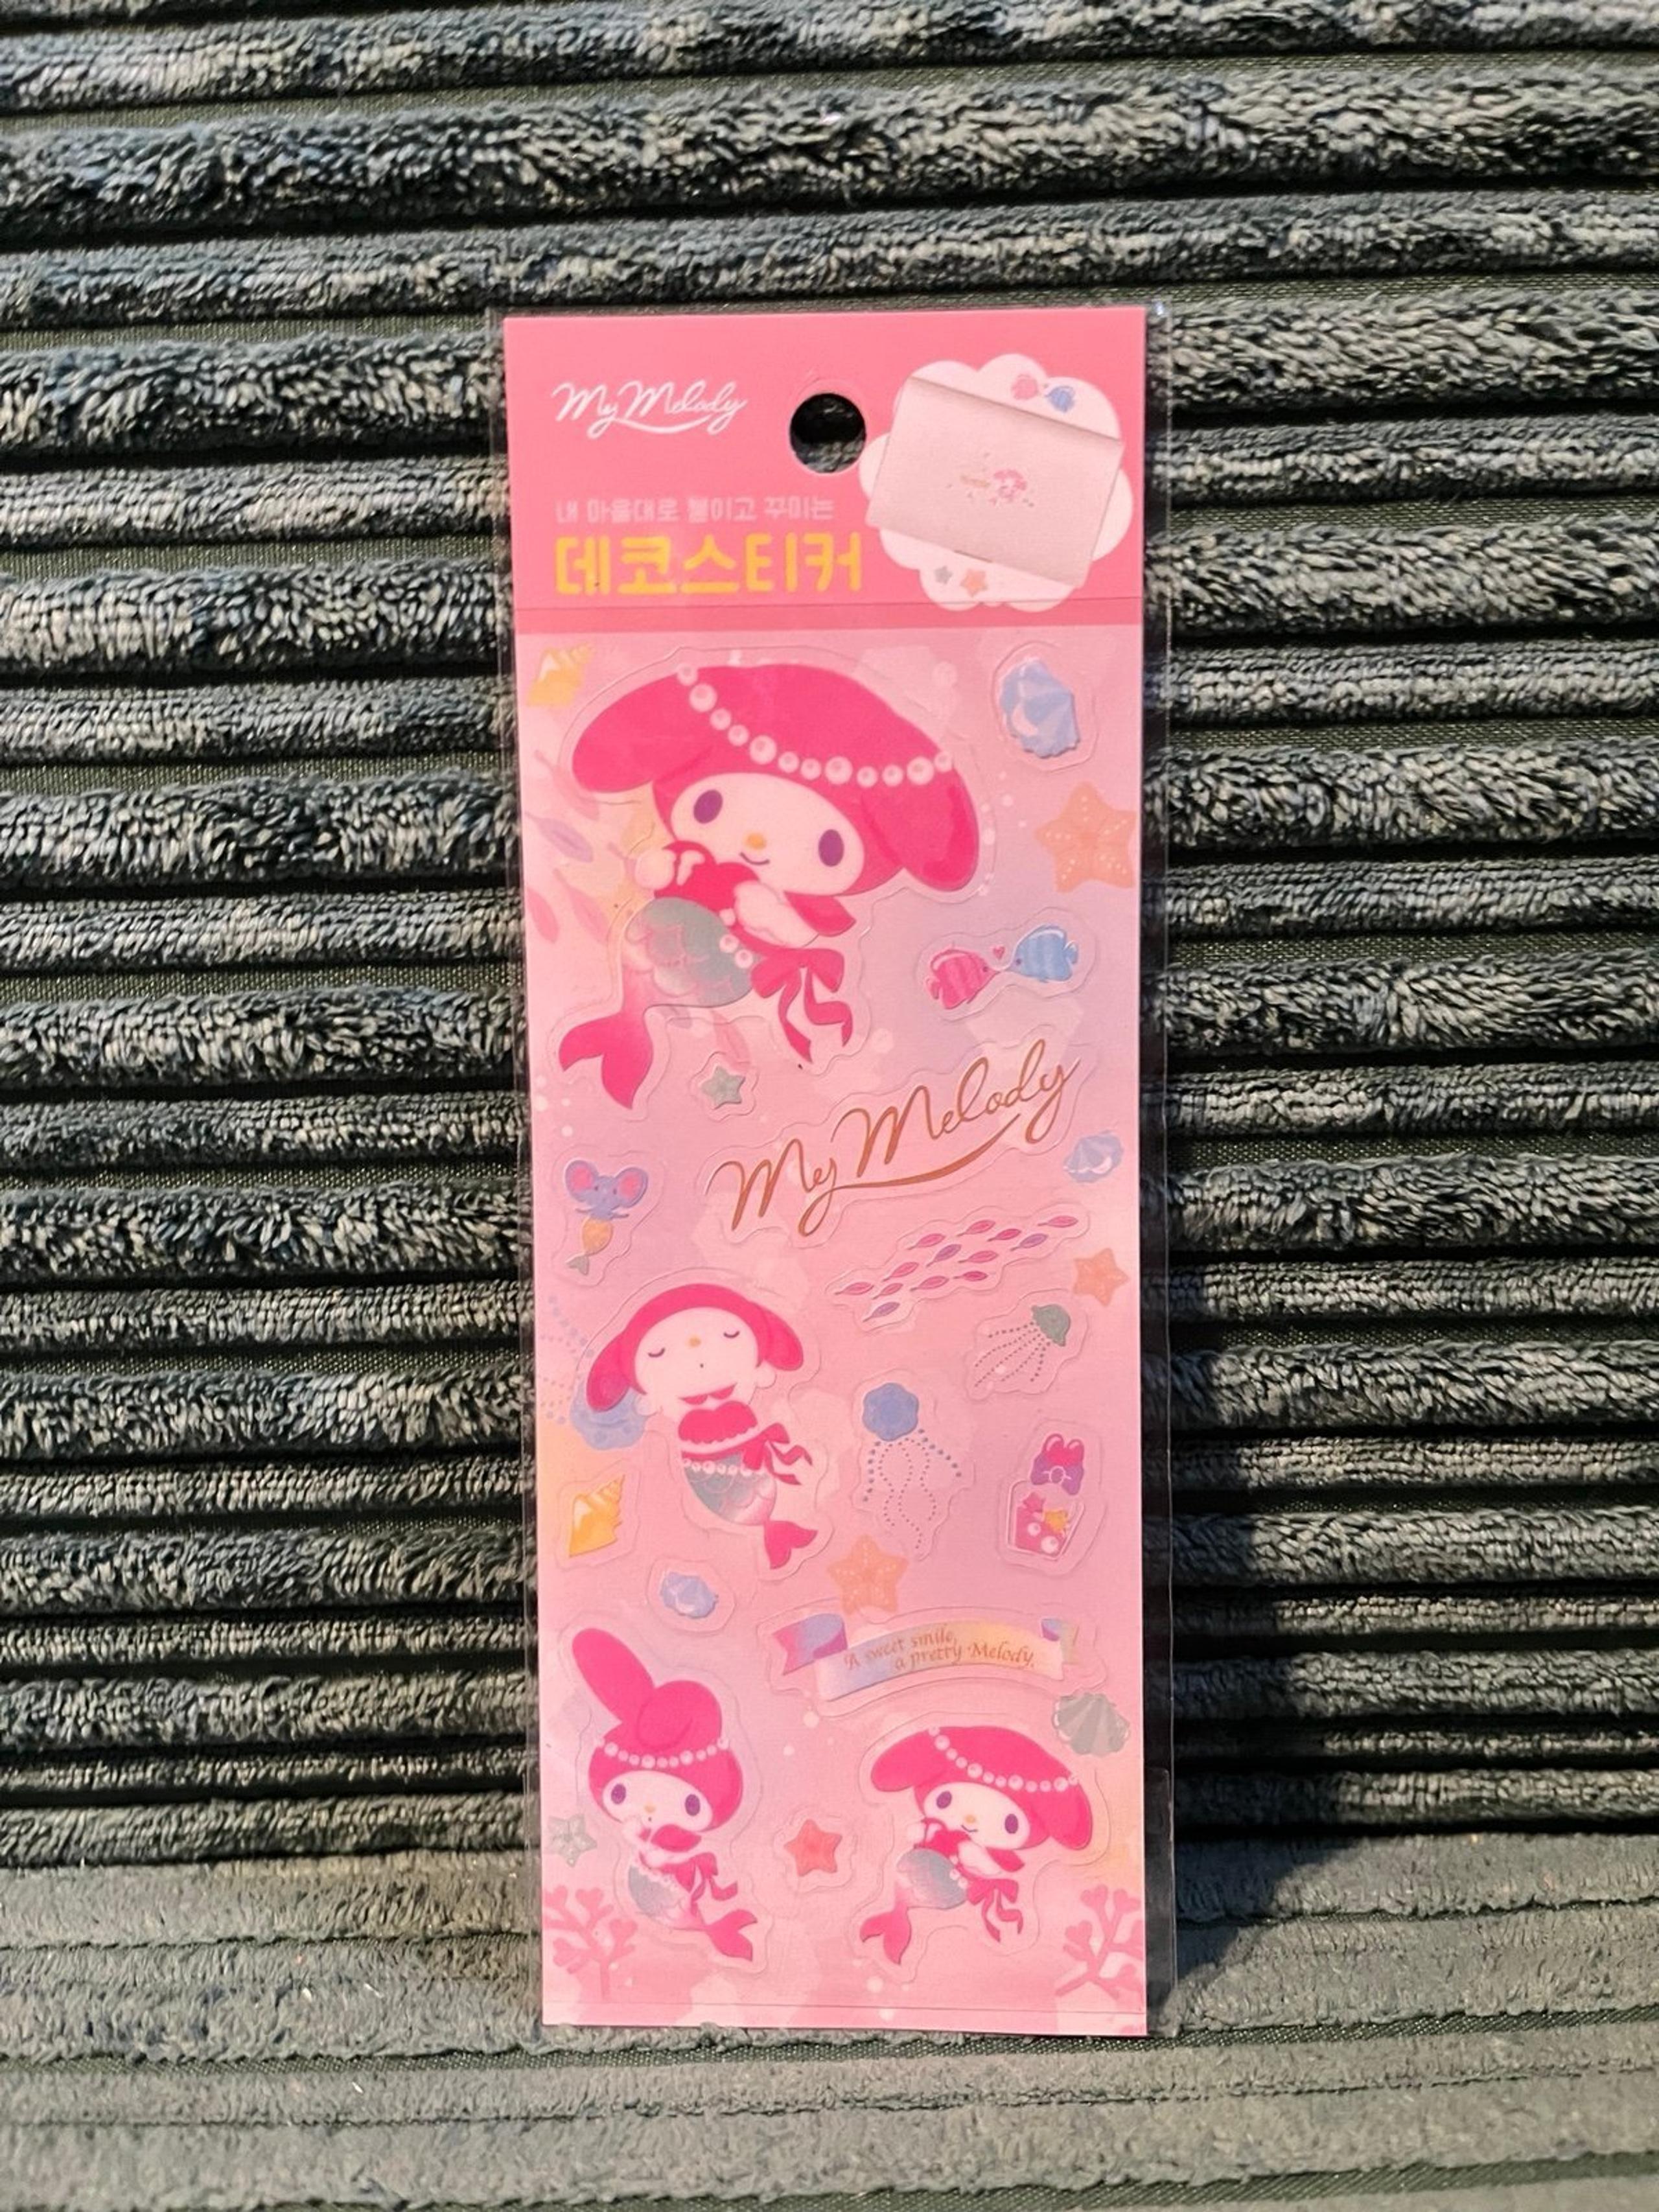 My Melody
내 마음대로 붙이고 꾸미는
데코스티커
My Melody
A sweet smile,
a pretty Melody.